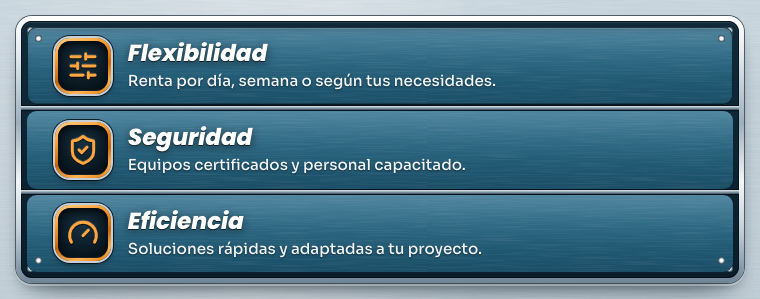 Flexibilidad
Renta por día, semana o según tus necesidades.
Seguridad
Equipos certificados y personal capacitado.
Eficiencia
Soluciones rápidas y adaptadas a tu proyecto.